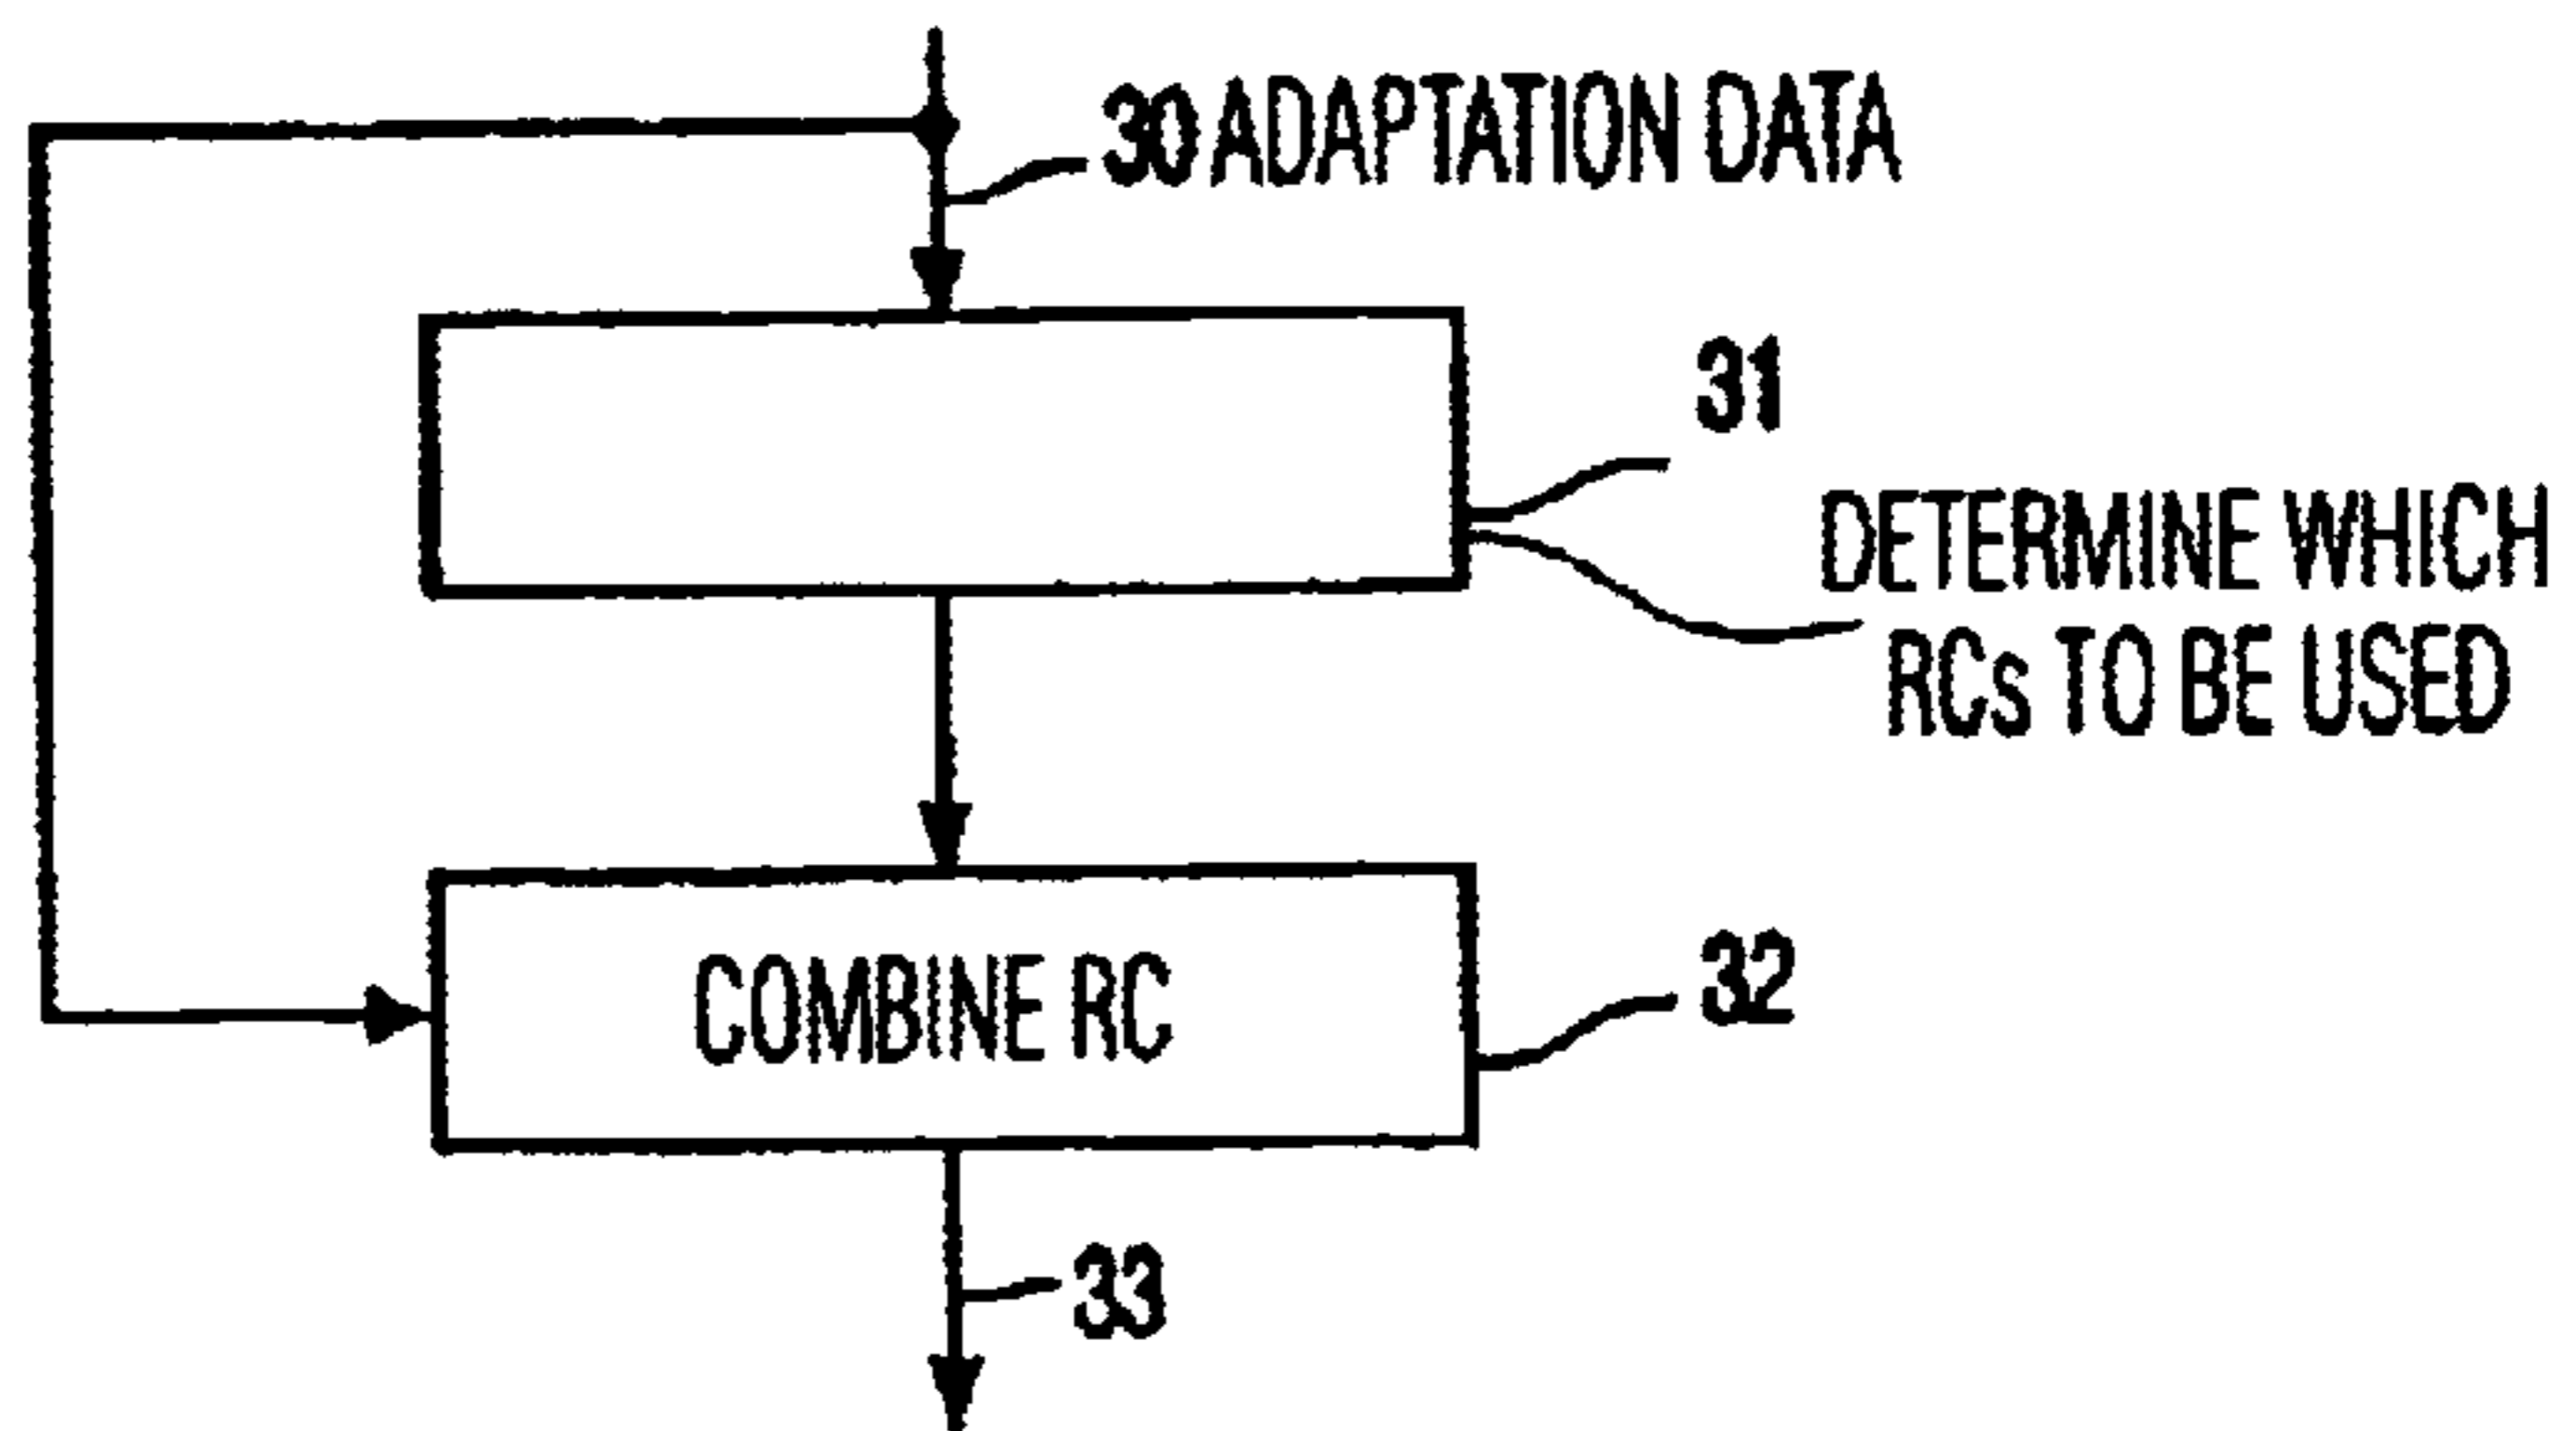 30 ADAPTATION DATA
31
DETERMINE WHICH
RCs TO BE USED
COMBINE RC
32
33